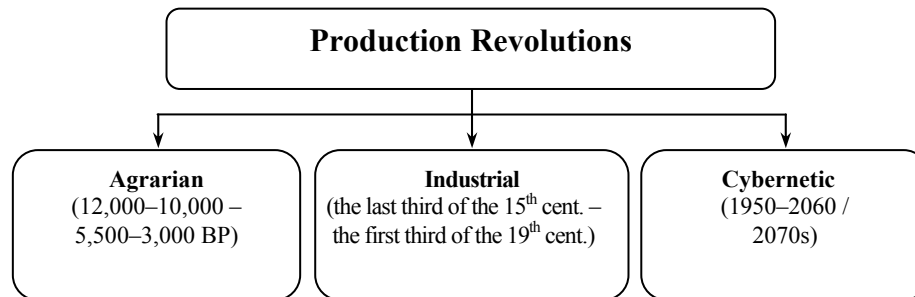 Production Revolutions
Agrarian
(12,000–10,000 –
5,500–3,000 BP)
Industrial
(the last third of the 15th cent. –
the first third of the 19th cent.)
Cybernetic
(1950–2060 /
2070s)